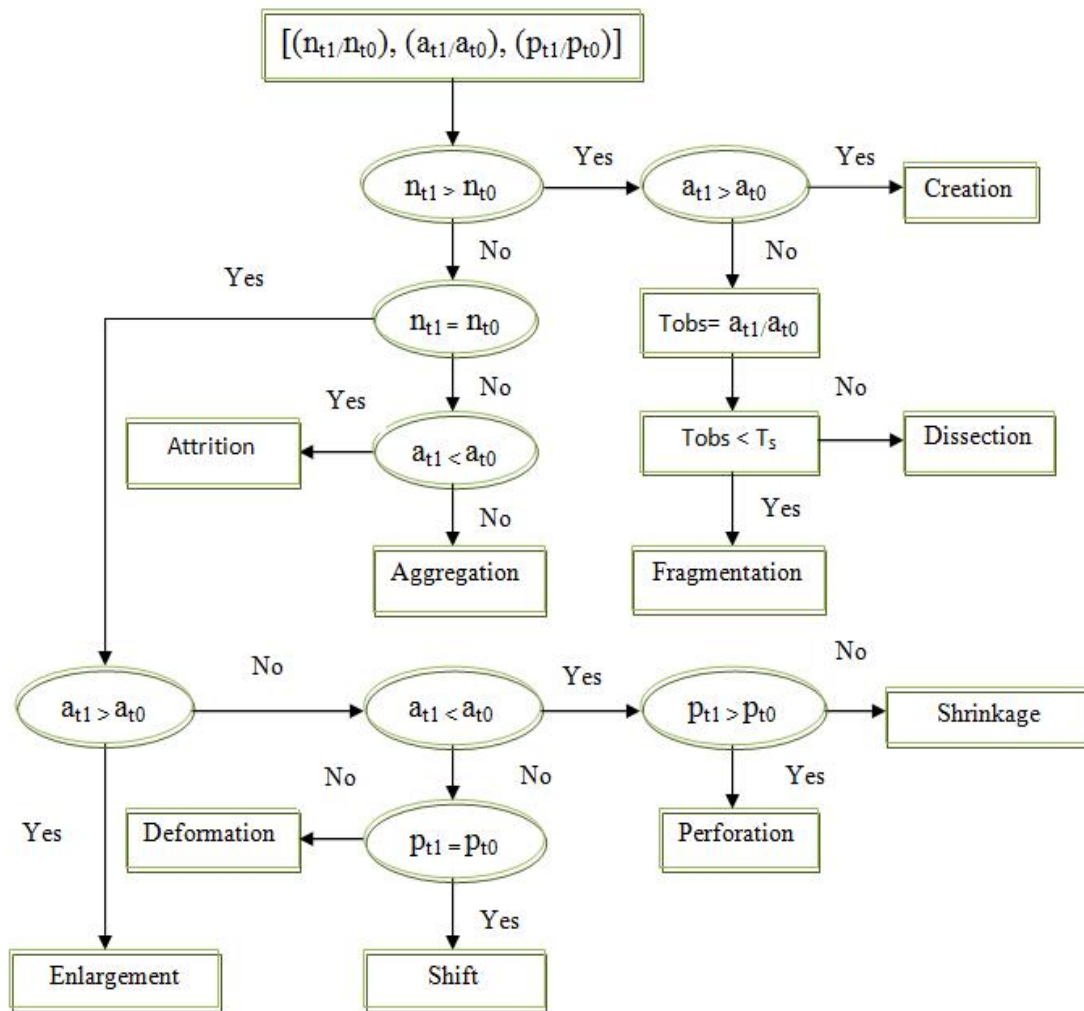 [(nt1/nt0), (at1/at0), (pt1/pt0)]
Yes
Yes
nt1 > nt0
at1 > at0
Creation
No
No
Yes
nt1 = nt0
Tobs= at1/at0
No
No
Yes
Attrition
at1 < at0
Tobs < Ts
Dissection
No
Yes
Aggregation
Fragmentation
No
No
Yes
at1 > at0
at1 < at0
pt1 > pt0
Shrinkage
No
No
Yes
Yes
Deformation
pt1 = pt0
Perforation
Yes
Enlargement
Shift